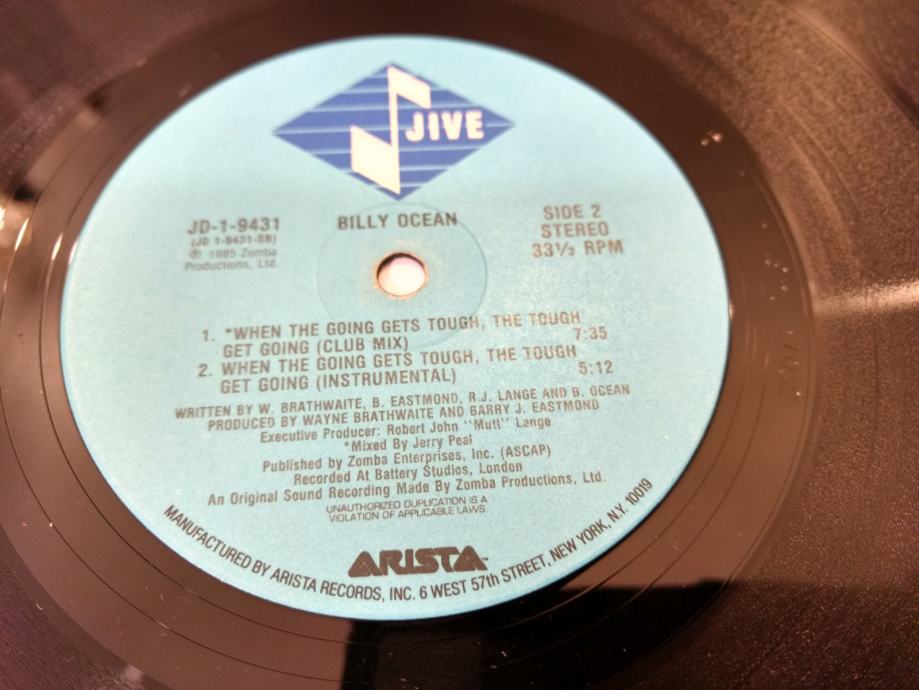 JIVE
JD-1-9431
(JD 1-9431-SB)
℗ 1985 Zomba
Productions, Ltd.
BILLY OCEAN
SIDE 2
STEREO
33⅓ RPM
1. *WHEN THE GOING GETS TOUGH, THE TOUGH
GET GOING (CLUB MIX) 7:35
2. WHEN THE GOING GETS TOUGH, THE TOUGH
GET GOING (INSTRUMENTAL) 5:12
WRITTEN BY W. BRATHWAITE, B. EASTMOND, R.J. LANGE AND B. OCEAN
PRODUCED BY WAYNE BRATHWAITE AND BARRY J. EASTMOND
Executive Producer: Robert John "Mutt" Lange
*Mixed By Jerry Peal
Published by Zomba Enterprises, Inc. (ASCAP)
Recorded At Battery Studios, London
An Original Sound Recording Made By Zomba Productions, Ltd.
UNAUTHORIZED DUPLICATION IS A
VIOLATION OF APPLICABLE LAWS
ARISTA™
MANUFACTURED BY ARISTA RECORDS, INC. 6 WEST 57th STREET, NEW YORK, N.Y. 10019